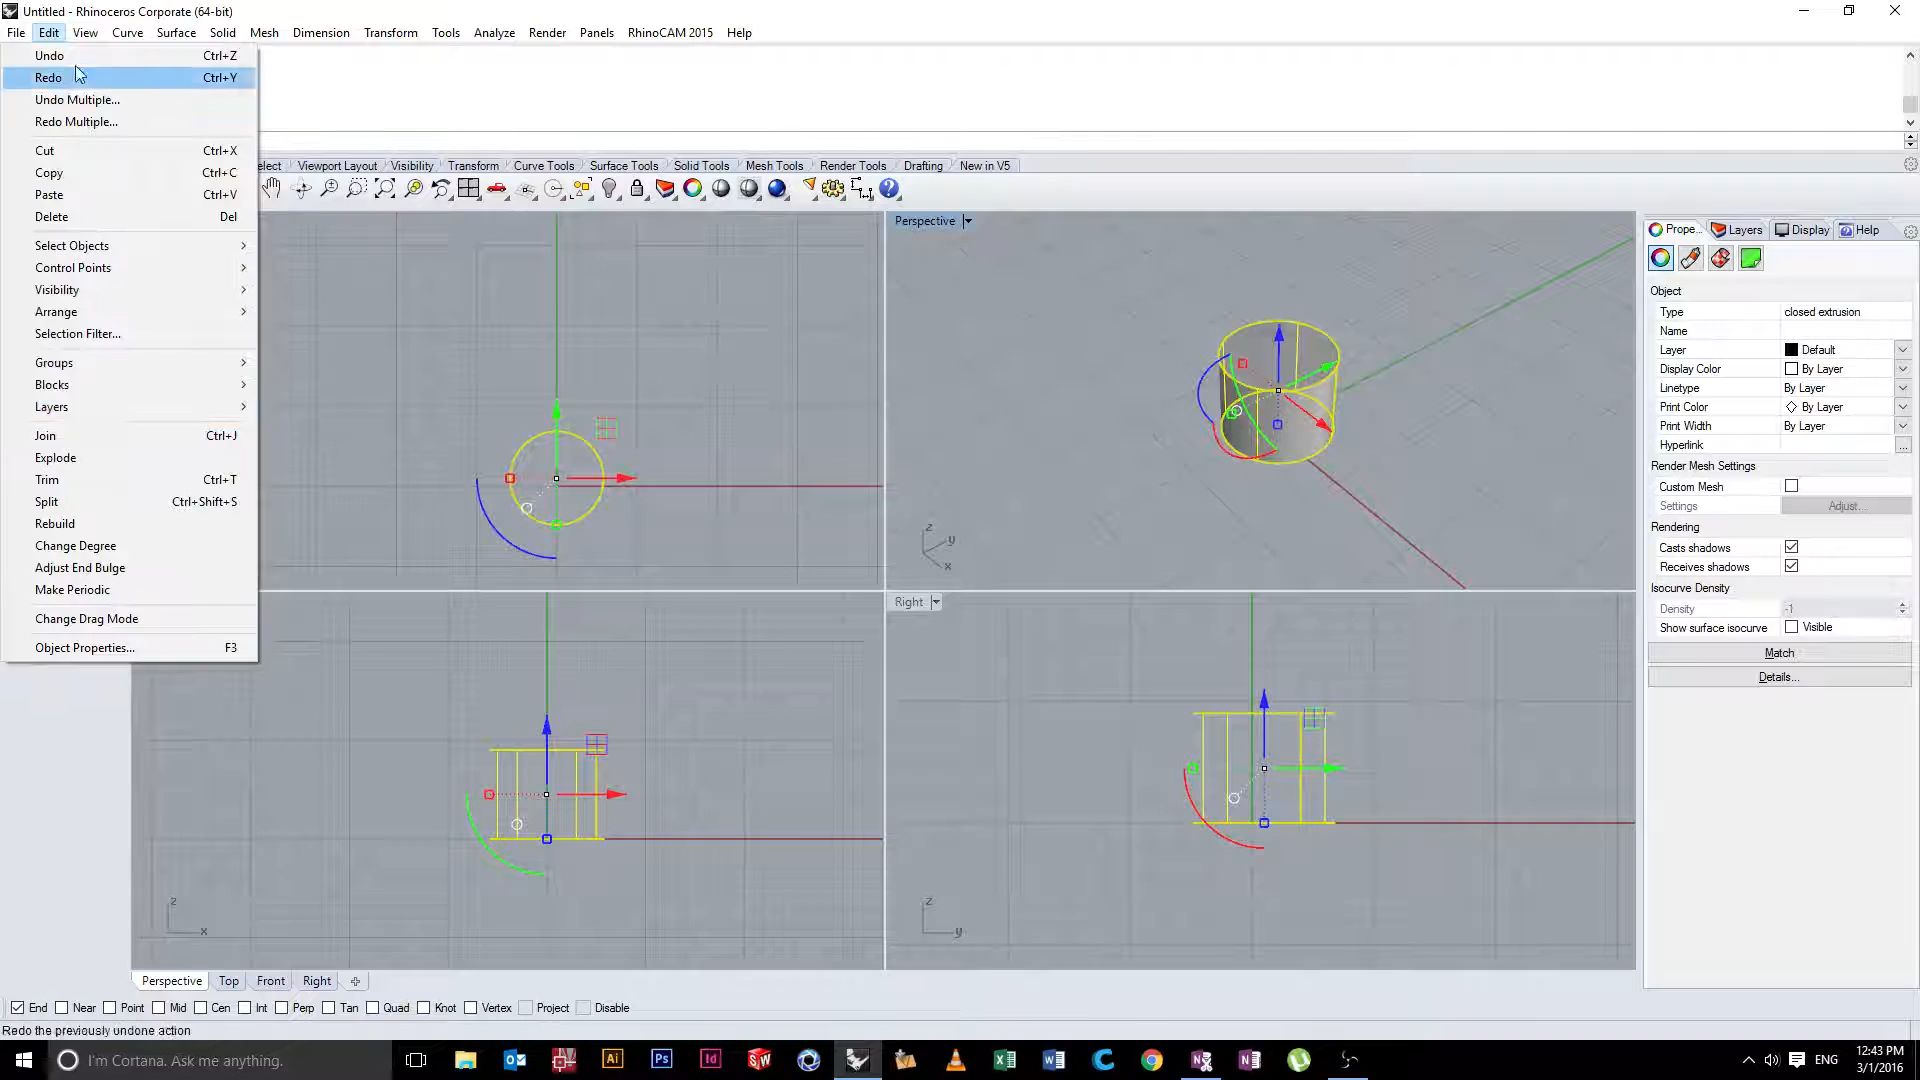 Untitled - Rhinoceros Corporate (64-bit)
File Edit View Curve Surface Solid Mesh Dimension Transform Tools Analyze Render Panels RhinoCAM 2015 Help
Undo Ctrl+Z
Redo Ctrl+Y
Undo Multiple...
Redo Multiple...
Cut Ctrl+X
Copy Ctrl+C
Paste Ctrl+V
Delete Del
Select Objects
Control Points
Visibility
Arrange
Selection Filter...
Groups
Blocks
Layers
Join Ctrl+J
Explode
Trim Ctrl+T
Split Ctrl+Shift+S
Rebuild
Change Degree
Adjust End Bulge
Make Periodic
Change Drag Mode
Object Properties... F3
elect Viewport Layout Visibility Transform Curve Tools Surface Tools Solid Tools Mesh Tools Render Tools Drafting New in V5
Perspective
z
y
x
Right
z
x
z
y
Prope... Layers Display Help
Object
Type closed extrusion
Name
Layer Default
Display Color By Layer
Linetype By Layer
Print Color By Layer
Print Width By Layer
Hyperlink ...
Render Mesh Settings
Custom Mesh
Settings Adjust...
Rendering
Casts shadows
Receives shadows
Isocurve Density
Density -1
Show surface isocurve Visible
Match
Details...
Perspective Top Front Right
End Near Point Mid Cen Int Perp Tan Quad Knot Vertex Project Disable
Redo the previously undone action
I'm Cortana. Ask me anything.
Ai Ps Id SW
ENG
12:43 PM
3/1/2016